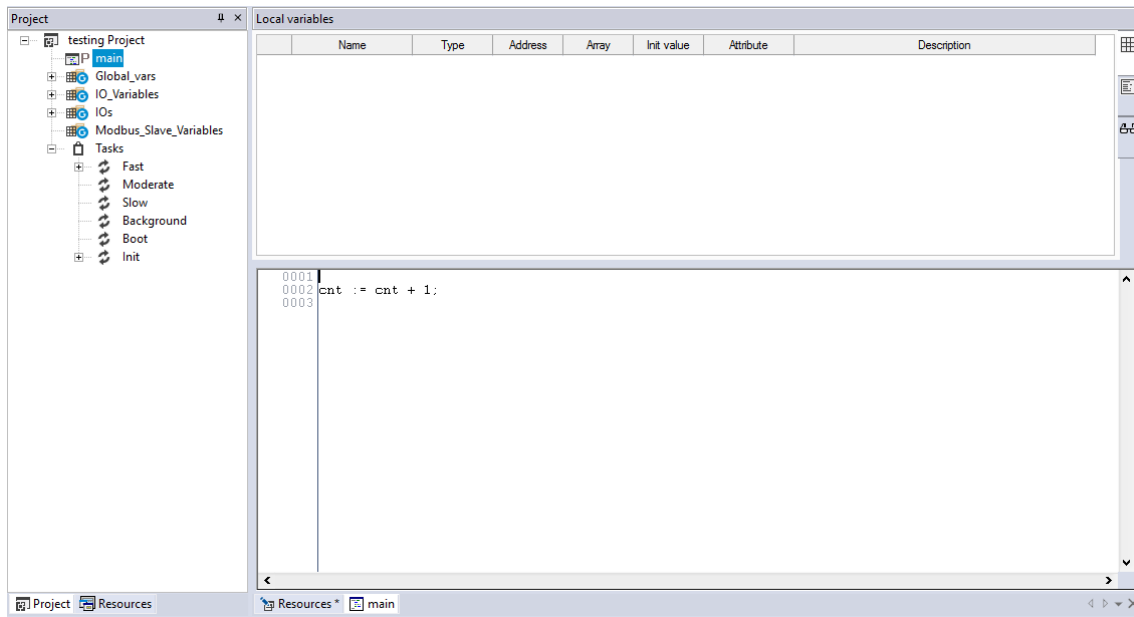 Project
testing Project
P main
Global_vars
IO_Variables
IOs
Modbus_Slave_Variables
Tasks
Fast
Moderate
Slow
Background
Boot
Init
Project Resources
Local variables
Name Type Address Array Init value Attribute Description
0001
0002 cnt := cnt + 1;
0003
Resources * main